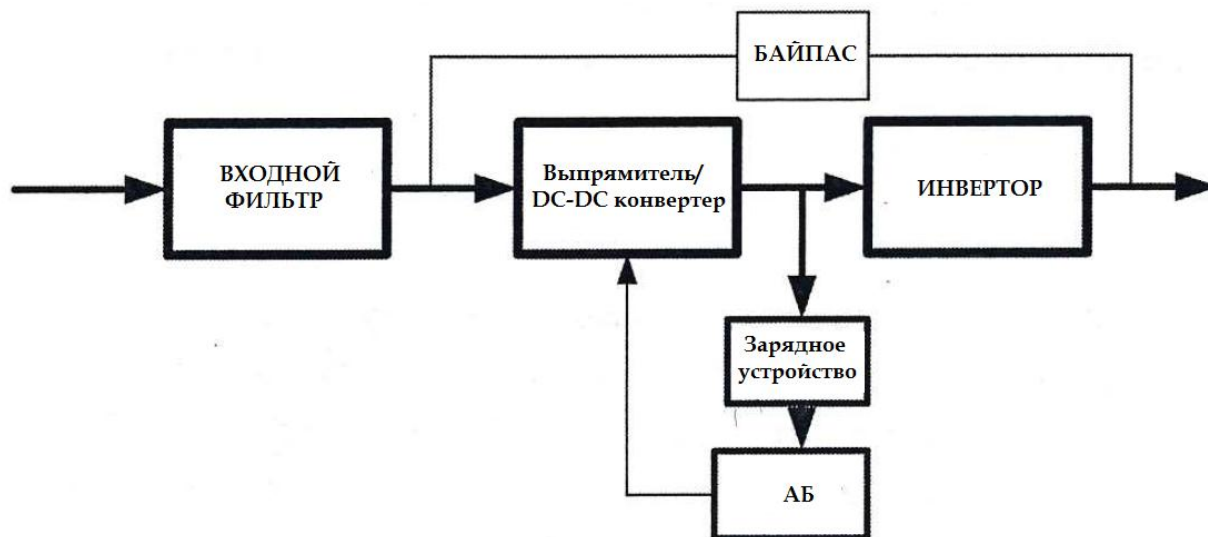 БАЙПАС
ВХОДНОЙ
ФИЛЬТР
Выпрямитель/
DC-DC конвертер
ИНВЕРТОР
Зарядное
устройство
АБ